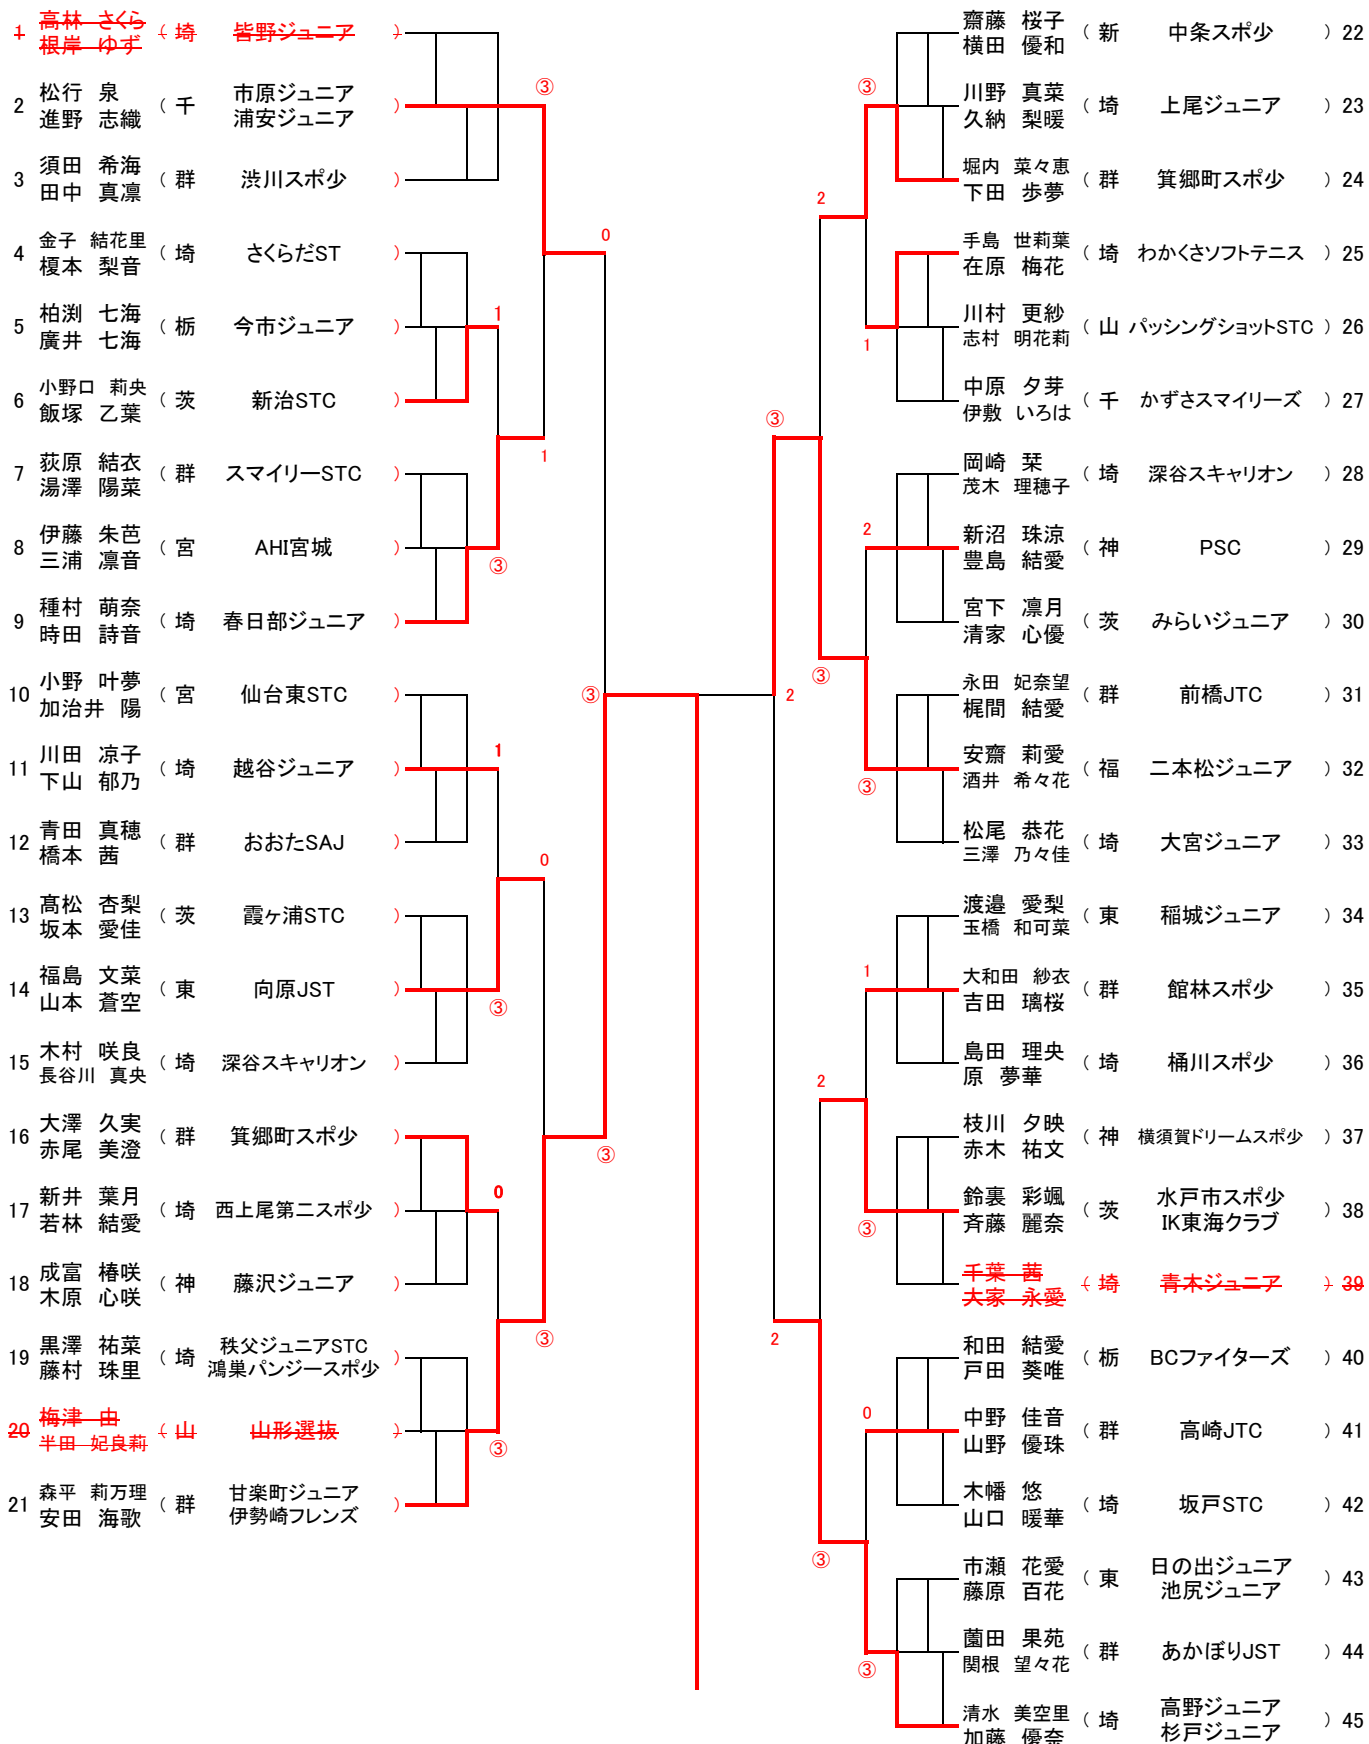 1 高林 さくら 根岸 ゆず ( 埼 皆野ジュニア )
2 松行 泉 進野 志織 ( 千 市原ジュニア 浦安ジュニア )
3 須田 希海 田中 真凛 ( 群 渋川スポ少 )
4 金子 結花里 榎本 梨音 ( 埼 さくらだST )
5 柏渕 七海 廣井 七海 ( 栃 今市ジュニア )
6 小野口 莉央 飯塚 乙葉 ( 茨 新治STC )
7 荻原 結衣 湯澤 陽菜 ( 群 スマイリーSTC )
8 伊藤 朱芭 三浦 凛音 ( 宮 AHI宮城 )
9 種村 萌奈 時田 詩音 ( 埼 春日部ジュニア )
10 小野 叶夢 加治井 陽 ( 宮 仙台東STC )
11 川田 凉子 下山 郁乃 ( 埼 越谷ジュニア )
12 青田 真穂 橋本 茜 ( 群 おおたSAJ )
13 髙松 杏梨 坂本 愛佳 ( 茨 霞ヶ浦STC )
14 福島 文菜 山本 蒼空 ( 東 向原JST )
15 木村 咲良 長谷川 真央 ( 埼 深谷スキャリオン )
16 大澤 久実 赤尾 美澄 ( 群 箕郷町スポ少 )
17 新井 葉月 若林 結愛 ( 埼 西上尾第二スポ少 )
18 成富 椿咲 木原 心咲 ( 神 藤沢ジュニア )
19 黒澤 祐菜 藤村 珠里 ( 埼 秩父ジュニアSTC 鴻巣パンジースポ少 )
20 梅津 由 半田 妃良莉 ( 山 山形選抜 )
21 森平 莉万理 安田 海歌 ( 群 甘楽町ジュニア 伊勢崎フレンズ )
③
0
1
1
③
③
1
0
③
③
0
③
③
③
2
2
③
2
1
③
2
③
③
1
2
③
0
③
③
齋藤 桜子 横田 優和 ( 新 中条スポ少 ) 22
川野 真菜 久納 梨暖 ( 埼 上尾ジュニア ) 23
堀内 菜々恵 下田 歩夢 ( 群 箕郷町スポ少 ) 24
手島 世莉葉 在原 梅花 ( 埼 わかくさソフトテニス ) 25
川村 更紗 志村 明花莉 ( 山 パッシングショットSTC ) 26
中原 夕芽 伊敷 いろは ( 千 かずさスマイリーズ ) 27
岡崎 栞 茂木 理穂子 ( 埼 深谷スキャリオン ) 28
新沼 珠涼 豊島 結愛 ( 神 PSC ) 29
宮下 凛月 清家 心優 ( 茨 みらいジュニア ) 30
永田 妃奈望 梶間 結愛 ( 群 前橋JTC ) 31
安齋 莉愛 酒井 希々花 ( 福 二本松ジュニア ) 32
松尾 恭花 三澤 乃々佳 ( 埼 大宮ジュニア ) 33
渡邉 愛梨 玉橋 和可菜 ( 東 稲城ジュニア ) 34
大和田 紗衣 吉田 璃桜 ( 群 館林スポ少 ) 35
島田 理央 原 夢華 ( 埼 桶川スポ少 ) 36
枝川 夕映 赤木 祐文 ( 神 横須賀ドリームスポ少 ) 37
鈴裏 彩颯 斉藤 麗奈 ( 茨 水戸市スポ少 IK東海クラブ ) 38
千葉 茜 大家 永愛 ( 埼 青木ジュニア ) 39
和田 結愛 戸田 葵唯 ( 栃 BCファイターズ ) 40
中野 佳音 山野 優珠 ( 群 高崎JTC ) 41
木幡 悠 山口 暖華 ( 埼 坂戸STC ) 42
市瀬 花愛 藤原 百花 ( 東 日の出ジュニア 池尻ジュニア ) 43
薗田 果苑 関根 望々花 ( 群 あかぼりJST ) 44
清水 美空里 加藤 優奈 ( 埼 高野ジュニア 杉戸ジュニア ) 45